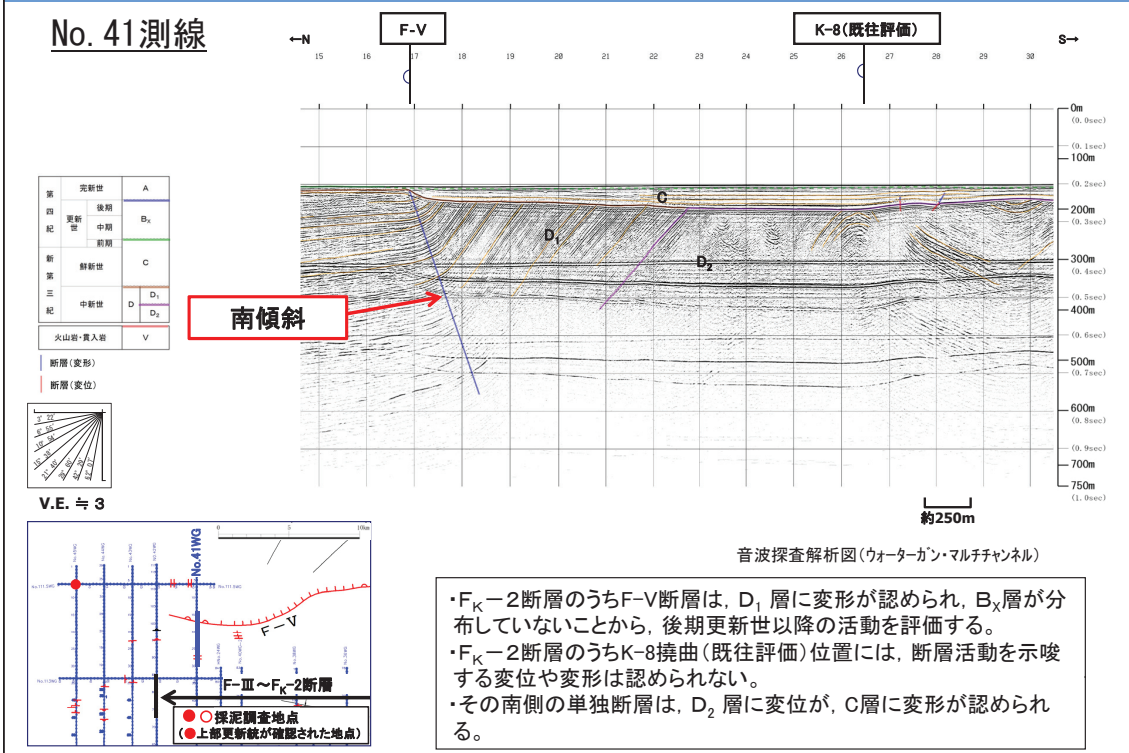 No. 41測線
←N
F-V
K-8(既往評価)
S→
15 16 17 18 19 20 21 22 23 24 25 26 27 28 29 30
0m
(0.0sec)
(0.1sec)
100m
(0.2sec)
200m
(0.3sec)
300m
(0.4sec)
(0.5sec)
400m
(0.6sec)
500m
(0.7sec)
600m
(0.8sec)
(0.9sec)
700m
750m
(1.0sec)
C
D₁
D₂
南傾斜
第四紀
完新世
A
更新世
後期
中期
前期
Bx
新第三紀
鮮新世
C
中新世
D
D₁
D₂
火山岩・貫入岩
V
断層(変形)
断層(変位)
V.E. ≒ 3
約250m
音波探査解析図(ウォーターガン・マルチチャンネル)
No.41WG
0 5 10km
F-V
F-Ⅲ~FK-2断層
●○採泥調査地点
(●上部更新統が確認された地点)
・FK-2断層のうちF-V断層は, D₁ 層に変形が認められ, BX層が分
布していないことから, 後期更新世以降の活動を評価する。
・FK-2断層のうちK-8撓曲(既往評価)位置には, 断層活動を示唆
する変位や変形は認められない。
・その南側の単独断層は, D₂ 層に変位が, C層に変形が認められ
る。